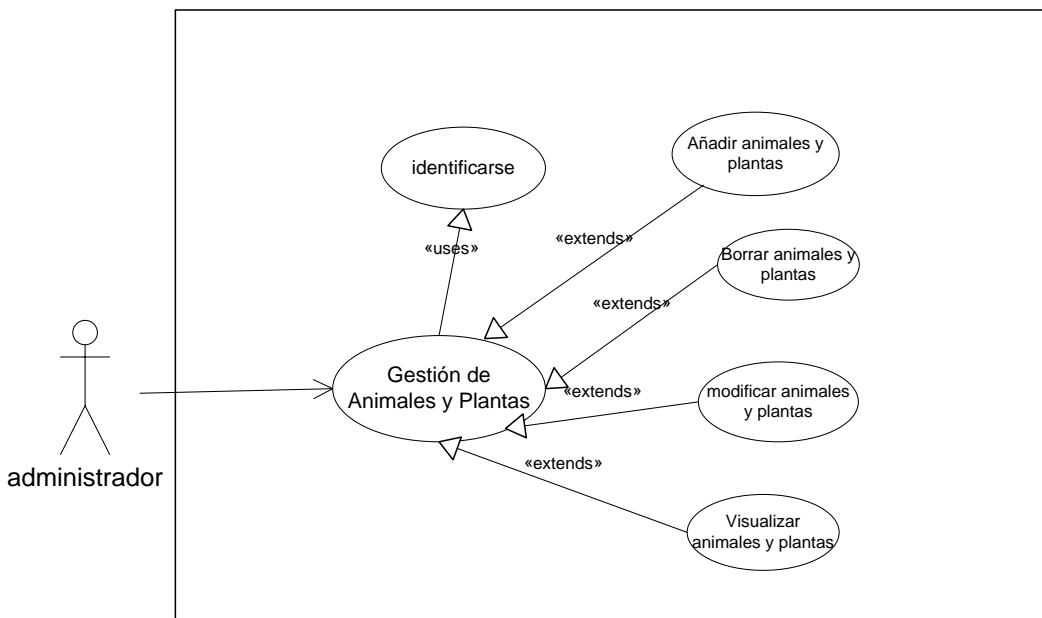 Añadir animales y
plantas
identificarse
«extends»
«uses»
Borrar animales y
plantas
«extends»
Gestión de
Animales y Plantas
«extends»
modificar animales
y plantas
administrador
«extends»
Visualizar
animales y plantas